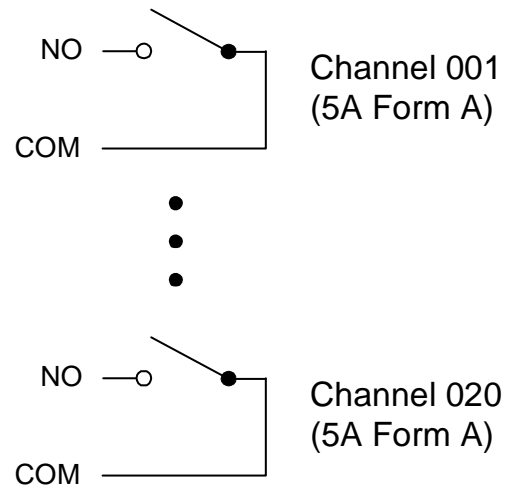 NO
Channel 001
(5A Form A)
COM
NO
Channel 020
(5A Form A)
COM